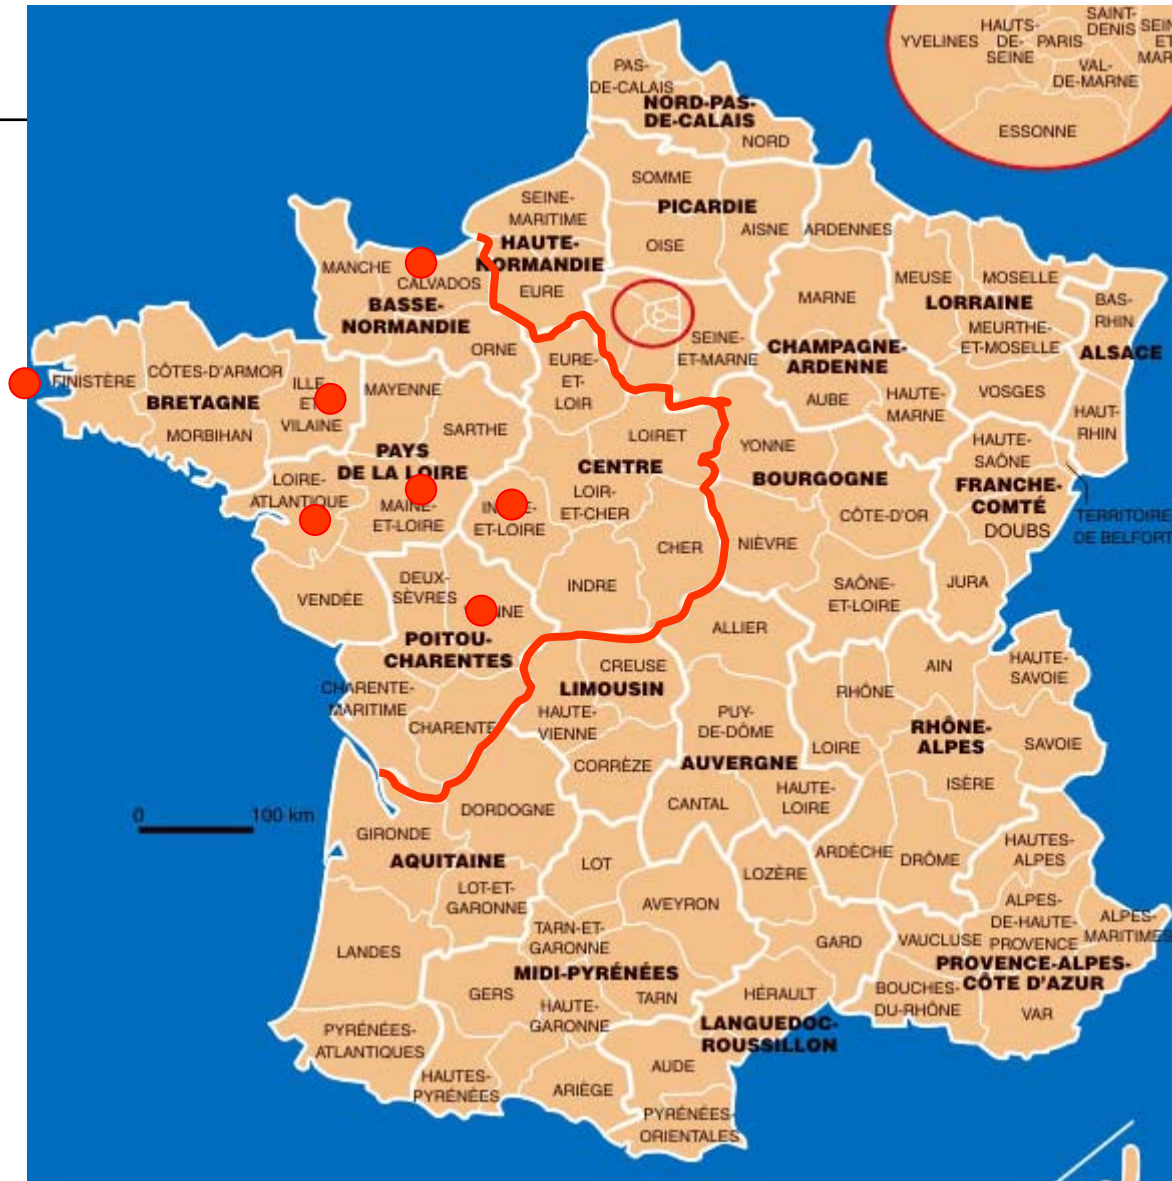 SAINT-
DENIS
HAUTS-
DE-
SEINE
YVELINES
PARIS
VAL-
DE-MARNE
ESSONNE
PAS-
DE-CALAIS
NORD-PAS-
DE-CALAIS
NORD
SOMME
PICARDIE
OISE
AISNE
ARDENNES
SEINE-
MARITIME
HAUTE-
NORMANDIE
EURE
MANCHE
CALVADOS
BASSE-
NORMANDIE
ORNE
MARNE
MEUSE
MOSELLE
LORRAINE
MEURTHE-
ET-MOSELLE
BAS-
RHIN
ALSACE
SEINE-
ET-MARNE
CHAMPAGNE-
ARDENNE
AUBE
HAUTE-
MARNE
VOSGES
HAUT-
RHIN
FINISTÈRE
CÔTES-D'ARMOR
BRETAGNE
ILLE
ET
VILAINE
MORBIHAN
MAYENNE
SARTHE
PAYS
DE LA LOIRE
LOIRE-
ATLANTIQUE
MAINE-
ET-LOIRE
EURE-
ET-
LOIR
LOIRET
CENTRE
LOIR-
ET-CHER
ET-LOIRE
YONNE
BOURGOGNE
CÔTE-D'OR
NIÈVRE
CHER
INDRE
HAUTE-
SAÔNE
FRANCHE-
COMTÉ
DOUBS
TERRITOIRE
DE BELFORT
VENDÉE
DEUX-
SÈVRES
POITOU-
CHARENTES
SAÔNE-
ET-LOIRE
JURA
ALLIER
CREUSE
LIMOUSIN
HAUTE-
VIENNE
CORRÈZE
CHARENTE-
MARITIME
CHARENTE
PUY-
DE-DÔME
AUVERGNE
CANTAL
HAUTE-
LOIRE
LOIRE
RHÔNE
AIN
HAUTE-
SAVOIE
RHÔNE-
ALPES
SAVOIE
ISÈRE
0 100 km
DORDOGNE
GIRONDE
AQUITAINE
LOT-ET-
GARONNE
LOT
LOZÈRE
ARDÈCHE
DRÔME
HAUTES-
ALPES
AVEYRON
TARN-ET-
GARONNE
LANDES
MIDI-PYRÉNÉES
GERS
HAUTE-
GARONNE
TARN
GARD
VAUCLUSE
ALPES-
DE-HAUTE-
PROVENCE
ALPES-
MARITIMES
PROVENCE-ALPES-
CÔTE D'AZUR
BOUCHES-
DU-RHÔNE
VAR
HÉRAULT
LANGUEDOC-
ROUSSILLON
PYRÉNÉES-
ATLANTIQUES
HAUTES-
PYRÉNÉES
ARIÈGE
AUDE
PYRÉNÉES-
ORIENTALES